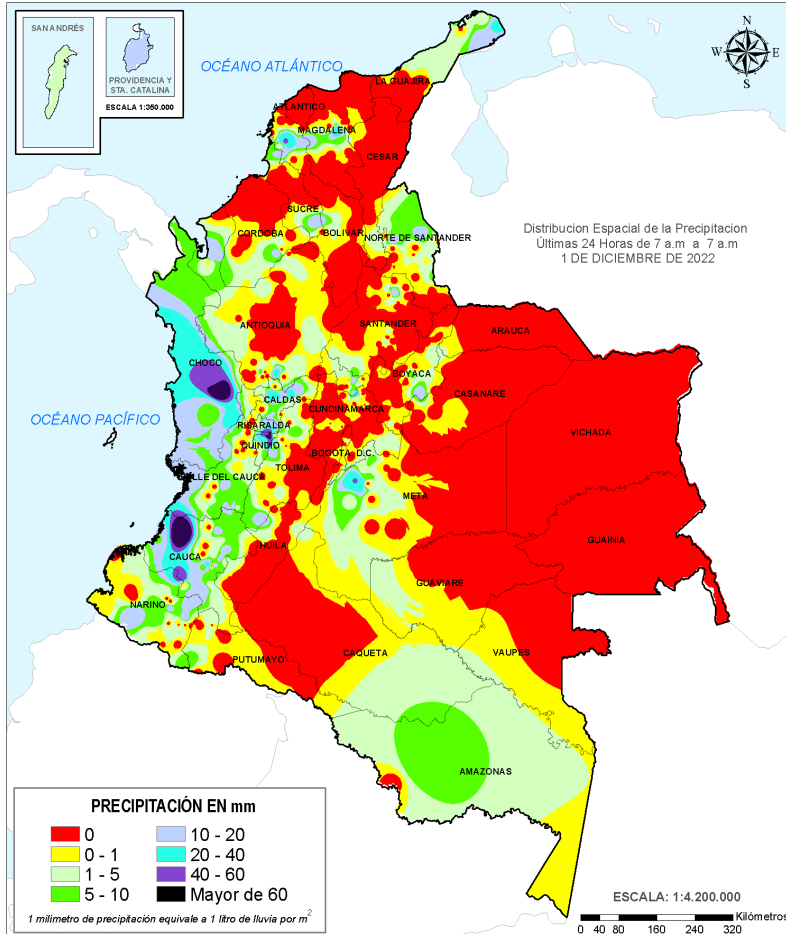 SAN ANDRÉS
PROVIDENCIA Y
STA. CATALINA
ESCALA 1:350.000
N
W
E
S
OCÉANO ATLÁNTICO
LA GUAJIRA
ATLANTICO
MAGDALENA
CESAR
SUCRE
CORDOBA
BOLIVAR
NORTE DE SANTANDER
Distribucion Espacial de la Precipitacion
Últimas 24 Horas de 7 a.m a 7 a.m
1 DE DICIEMBRE DE 2022
ANTIOQUIA
SANTANDER
ARAUCA
CHOCO
BOYACA
CASANARE
CALDAS
CUNDINAMARCA
OCÉANO PACÍFICO
RISARALDA
VICHADA
QUINDIO
BOGOTA D.C.
TOLIMA
VALLE DEL CAUCA
META
GUAINIA
HUILA
CAUCA
GUAVIARE
NARINO
PUTUMAYO
CAQUETA
VAUPES
AMAZONAS
PRECIPITACIÓN EN mm
0
10 - 20
0 - 1
20 - 40
1 - 5
40 - 60
5 - 10
Mayor de 60
1 milimetro de precipitación equivale a 1 litro de lluvia por m2
ESCALA: 1:4.200.000
Kilómetros
0 40 80 160 240 320